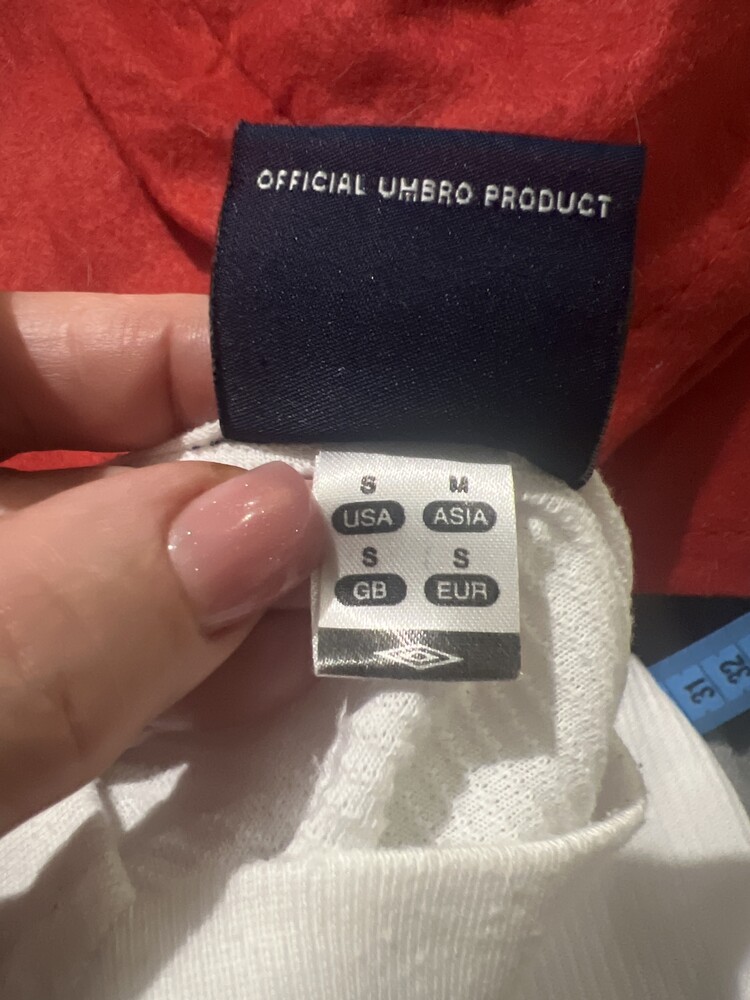 OFFICIAL UMBRO PRODUCT
S M
USA ASIA
S S
GB EUR
31 32